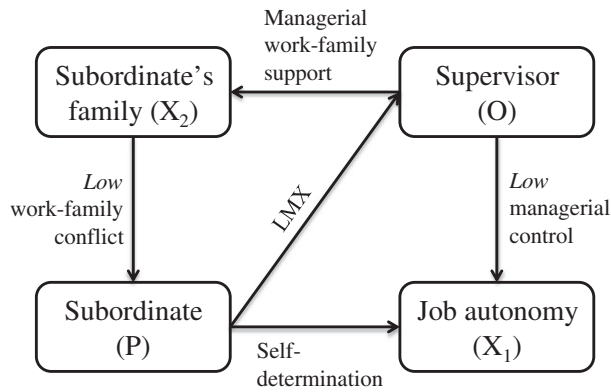 Managerial
work-family
support
Subordinate's
family (X₂)
Supervisor
(O)
Low
work-family
conflict
LMX
Low
managerial
control
Subordinate
(P)
Job autonomy
(X₁)
Self-
determination